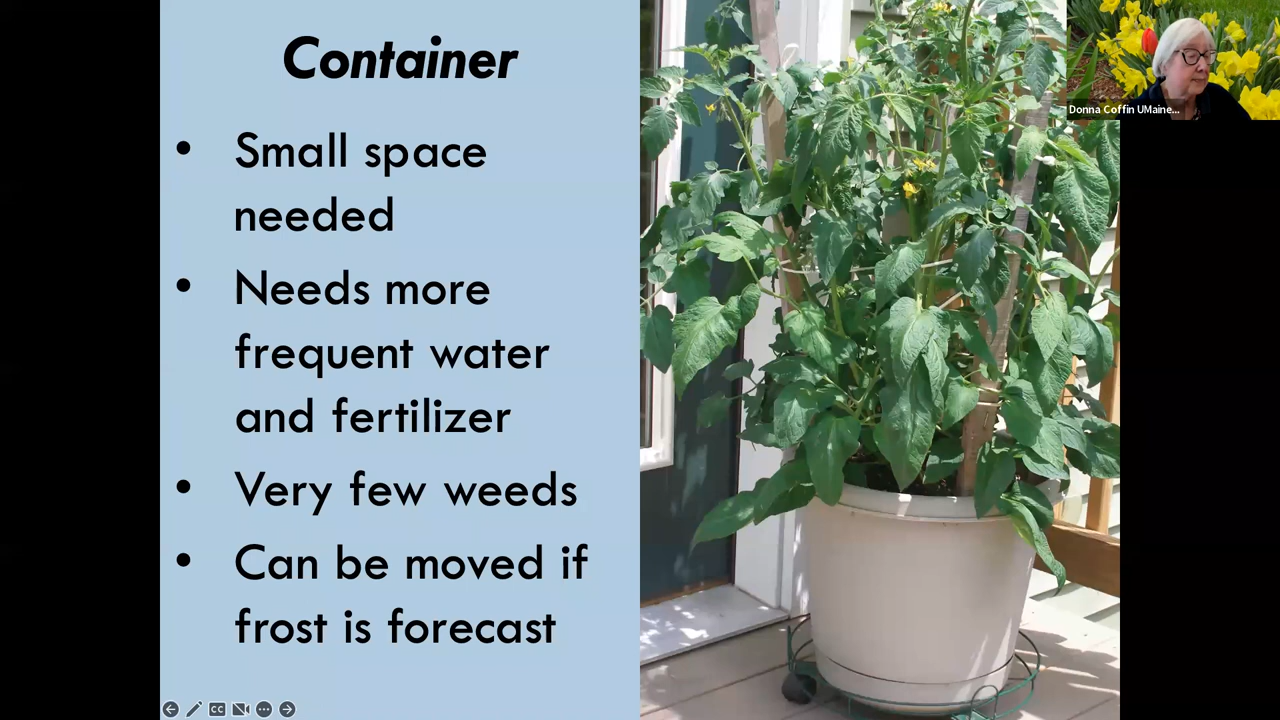 Container
• Small space
needed
• Needs more
frequent water
and fertilizer
• Very few weeds
• Can be moved if
frost is forecast
Donna Coffin UMaine...
CC